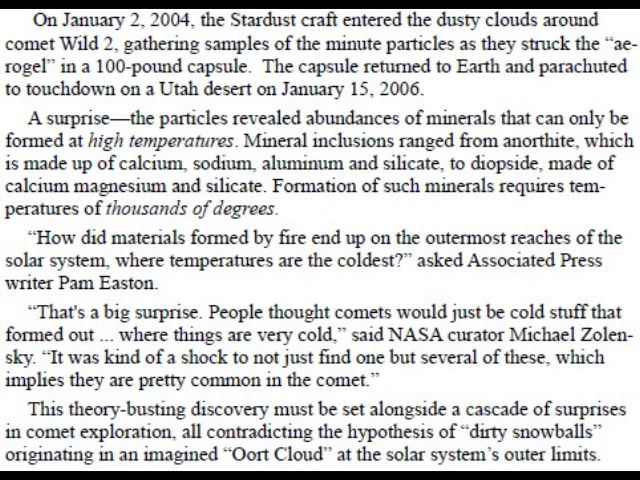 On January 2, 2004, the Stardust craft entered the dusty clouds around
comet Wild 2, gathering samples of the minute particles as they struck the “ae-
rogel” in a 100-pound capsule.  The capsule returned to Earth and parachuted
to touchdown on a Utah desert on January 15, 2006.
A surprise—the particles revealed abundances of minerals that can only be
formed at high temperatures. Mineral inclusions ranged from anorthite, which
is made up of calcium, sodium, aluminum and silicate, to diopside, made of
calcium magnesium and silicate. Formation of such minerals requires tem-
peratures of thousands of degrees.
“How did materials formed by fire end up on the outermost reaches of the
solar system, where temperatures are the coldest?” asked Associated Press
writer Pam Easton.
“That's a big surprise. People thought comets would just be cold stuff that
formed out ... where things are very cold,” said NASA curator Michael Zolen-
sky. “It was kind of a shock to not just find one but several of these, which
implies they are pretty common in the comet.”
This theory-busting discovery must be set alongside a cascade of surprises
in comet exploration, all contradicting the hypothesis of “dirty snowballs”
originating in an imagined “Oort Cloud” at the solar system’s outer limits.